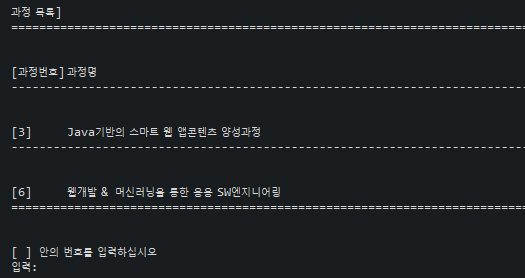 과정 목록]
==========================================================================
[과정번호]과정명
--------------------------------------------------------------------------
[3] Java기반의 스마트 웹 앱콘텐츠 양성과정
--------------------------------------------------------------------------
[6] 웹개발 & 머신러닝을 통한 응용 SW엔지니어링
==========================================================================
[ ] 안의 번호를 입력하십시오
입력: